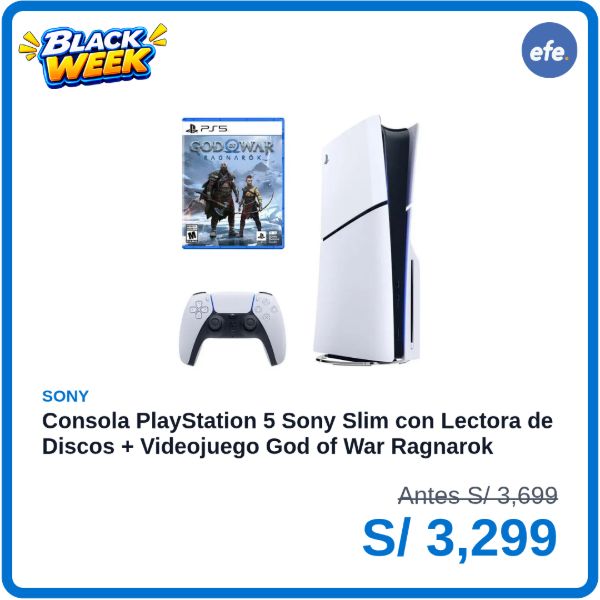 BLACK
WEEK
efe.
PS5
GOD OF WAR
RAGNARÖK
M
SONY
Consola PlayStation 5 Sony Slim con Lectora de
Discos + Videojuego God of War Ragnarok
Antes S/ 3,699
S/ 3,299